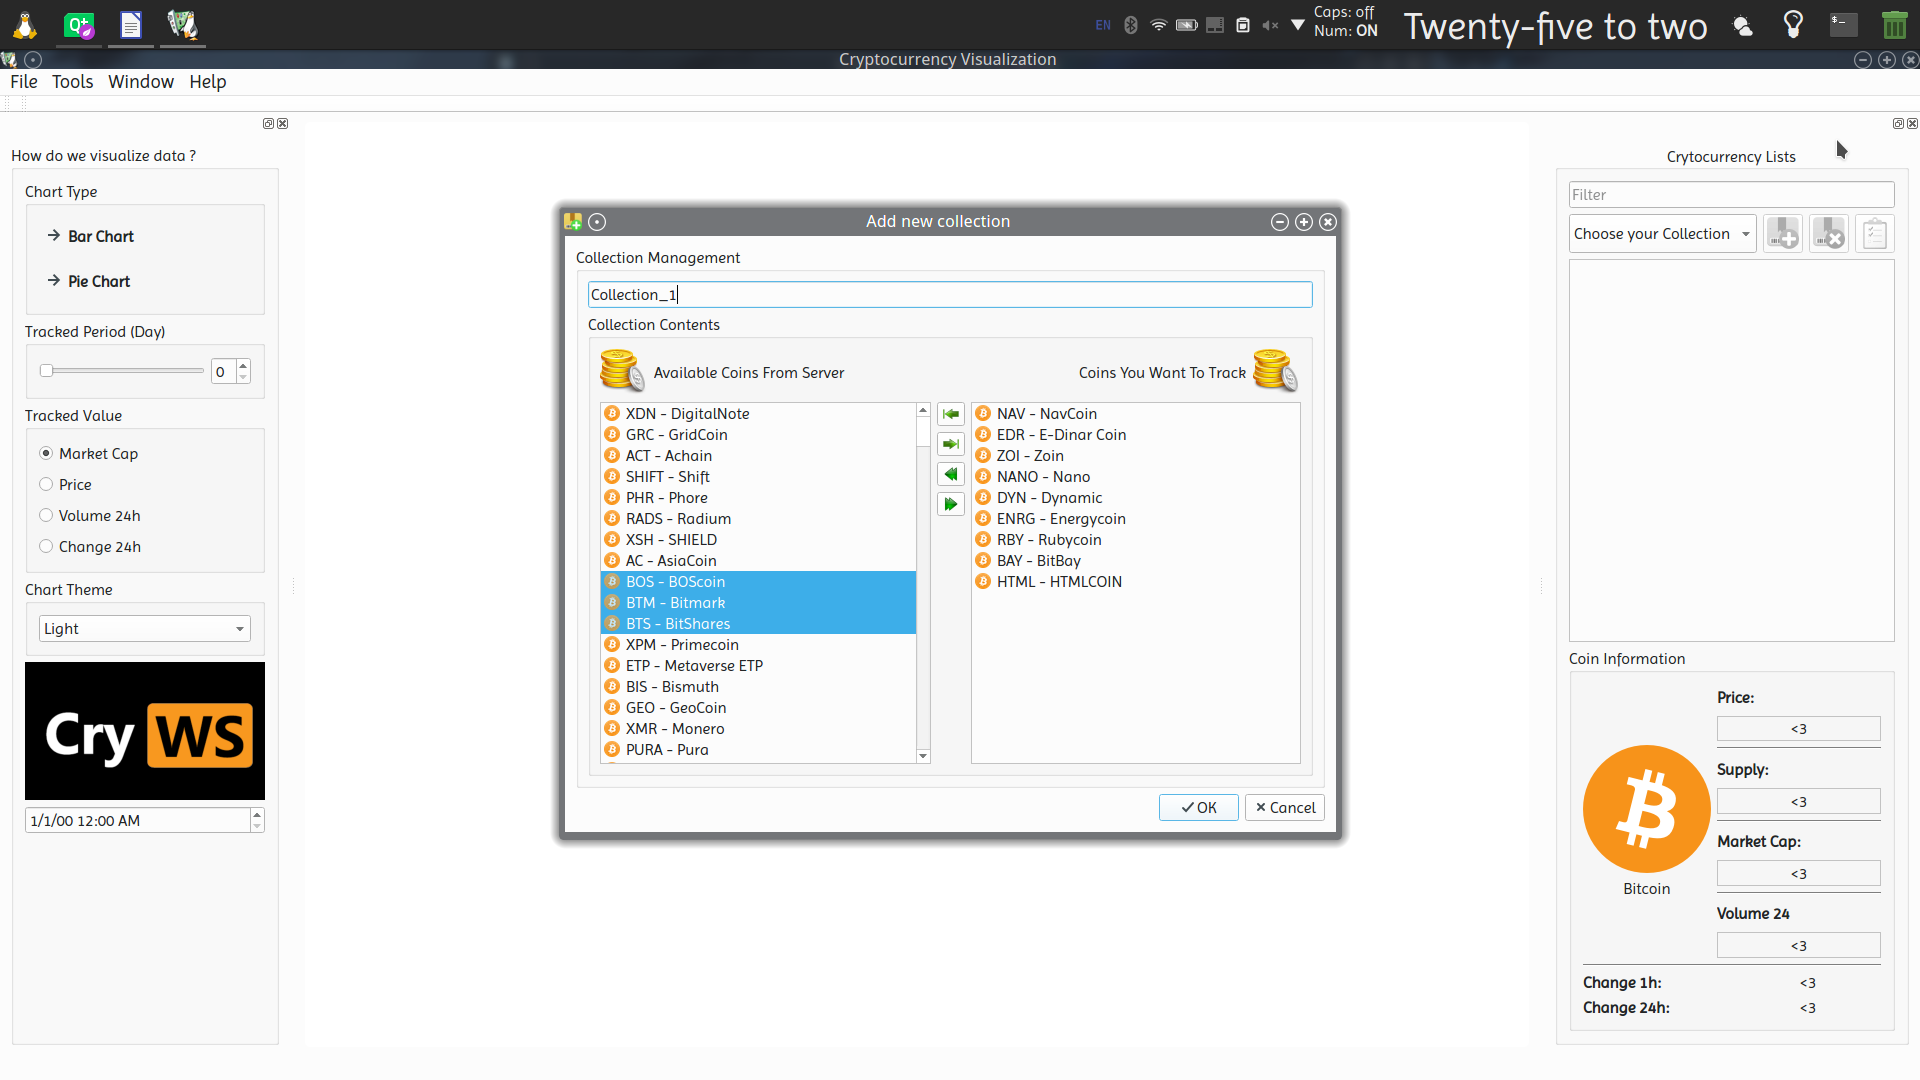 Q+
EN
Caps: off
Num: ON
Twenty-five to two
Cryptocurrency Visualization
File Tools Window Help
How do we visualize data ?
Chart Type
Bar Chart
Pie Chart
Tracked Period (Day)
0
Tracked Value
Market Cap
Price
Volume 24h
Change 24h
Chart Theme
Light
Cry WS
1/1/00 12:00 AM
Add new collection
Collection Management
Collection_1
Collection Contents
Available Coins From Server
XDN - DigitalNote
GRC - GridCoin
ACT - Achain
SHIFT - Shift
PHR - Phore
RADS - Radium
XSH - SHIELD
AC - AsiaCoin
BOS - BOScoin
BTM - Bitmark
BTS - BitShares
XPM - Primecoin
ETP - Metaverse ETP
BIS - Bismuth
GEO - GeoCoin
XMR - Monero
PURA - Pura
Coins You Want To Track
NAV - NavCoin
EDR - E-Dinar Coin
ZOI - Zoin
NANO - Nano
DYN - Dynamic
ENRG - Energycoin
RBY - Rubycoin
BAY - BitBay
HTML - HTMLCOIN
OK
Cancel
Crytocurrency Lists
Filter
Choose your Collection
Coin Information
Bitcoin
Price:
<3
Supply:
<3
Market Cap:
<3
Volume 24
<3
Change 1h: <3
Change 24h: <3